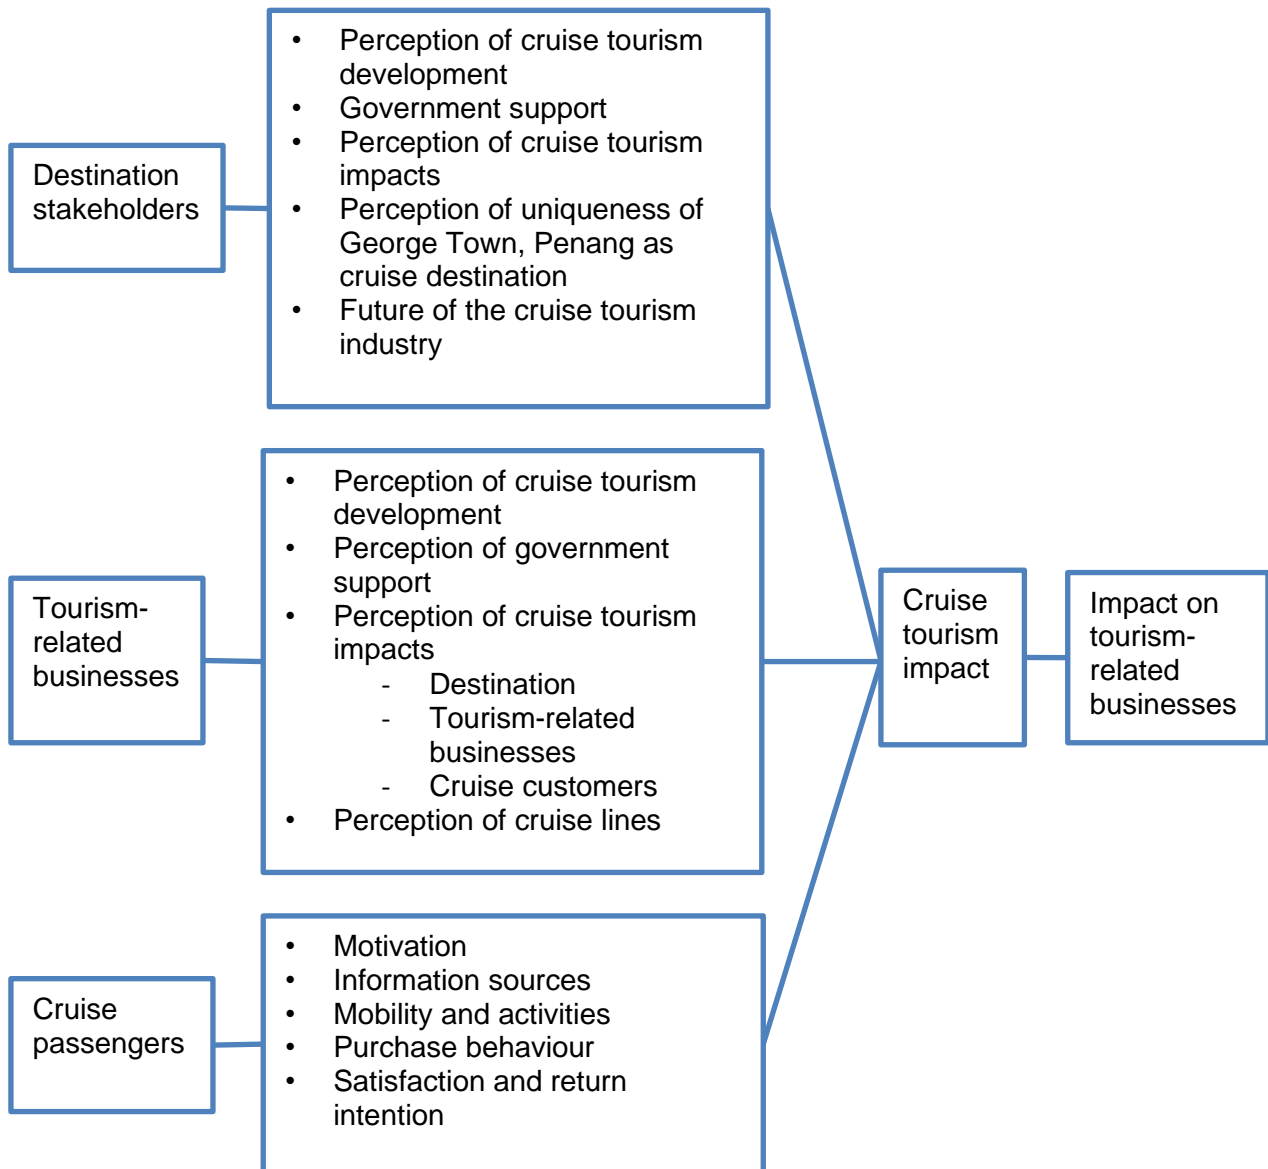 Destination
stakeholders
• Perception of cruise tourism
development
• Government support
• Perception of cruise tourism
impacts
• Perception of uniqueness of
George Town, Penang as
cruise destination
• Future of the cruise tourism
industry
Tourism-
related
businesses
• Perception of cruise tourism
development
• Perception of government
support
• Perception of cruise tourism
impacts
- Destination
- Tourism-related
businesses
- Cruise customers
• Perception of cruise lines
Cruise
passengers
• Motivation
• Information sources
• Mobility and activities
• Purchase behaviour
• Satisfaction and return
intention
Cruise
tourism
impact
Impact on
tourism-
related
businesses